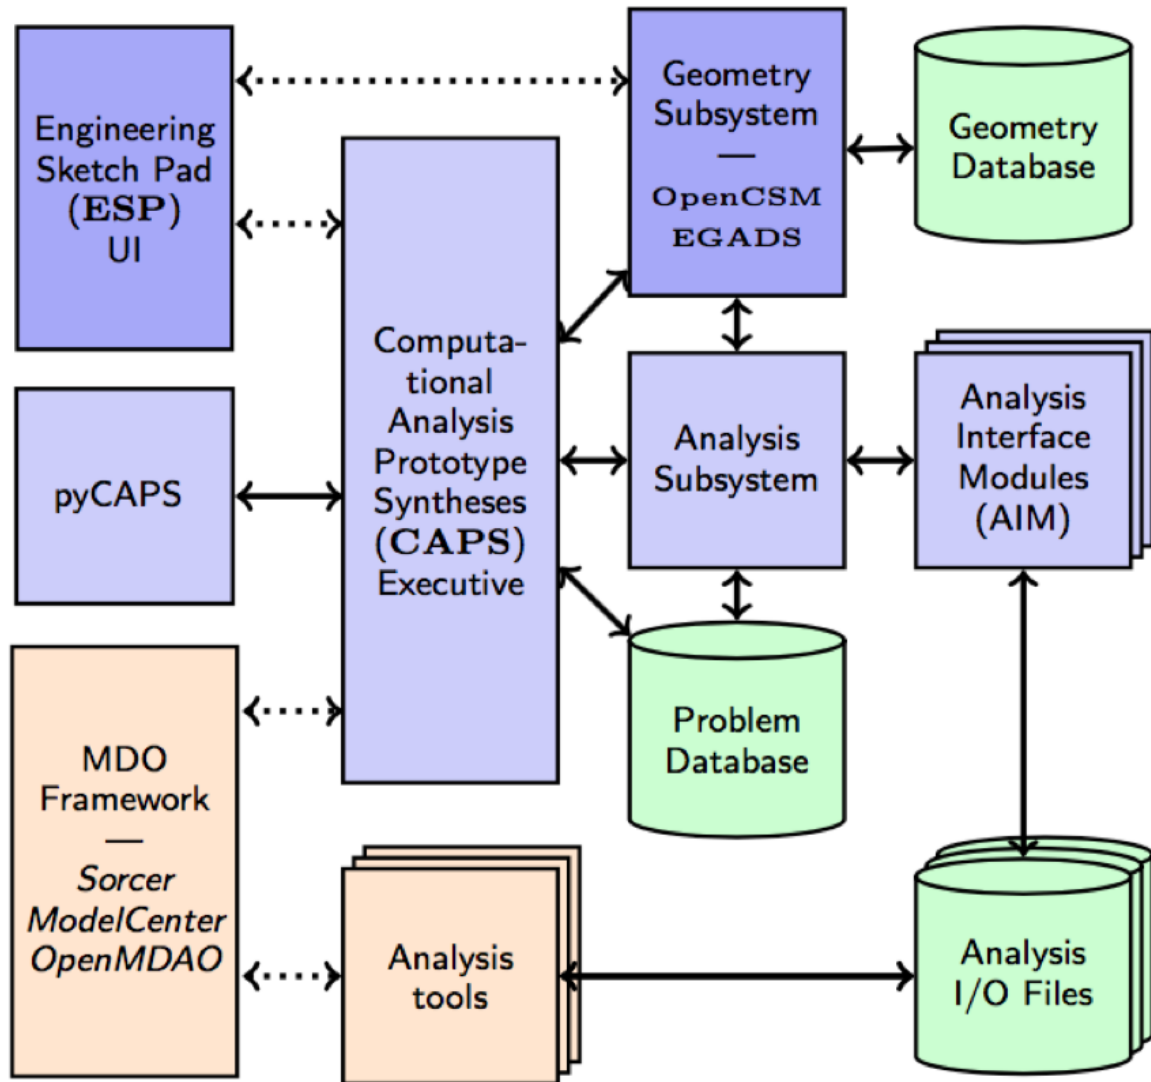 Engineering
Sketch Pad
(ESP)
UI
Geometry
Subsystem
—
OpenCSM
EGADS
Geometry
Database
Computa-
tional
Analysis
Prototype
Syntheses
(CAPS)
Executive
pyCAPS
Analysis
Subsystem
Analysis
Interface
Modules
(AIM)
Problem
Database
MDO
Framework
—
Sorcer
ModelCenter
OpenMDAO
Analysis
tools
Analysis
I/O Files